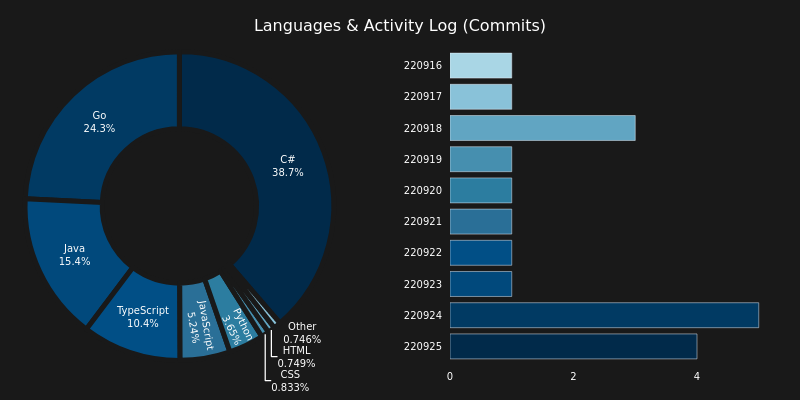 Languages & Activity Log (Commits)
C#
38.7%
Go
24.3%
Java
15.4%
TypeScript
10.4%
JavaScript
5.24%
Python
3.65%
Other
0.746%
HTML
0.749%
CSS
0.833%
220916
220917
220918
220919
220920
220921
220922
220923
220924
220925
0 2 4